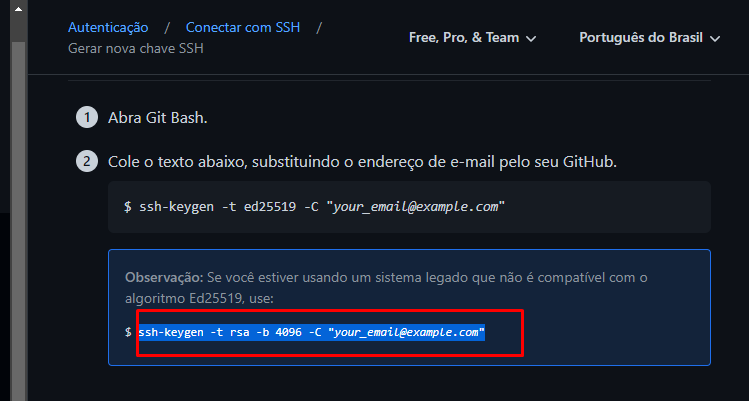 Autenticação / Conectar com SSH /
Gerar nova chave SSH
Free, Pro, & Team
Português do Brasil
1 Abra Git Bash.
2 Cole o texto abaixo, substituindo o endereço de e-mail pelo seu GitHub.
$ ssh-keygen -t ed25519 -C "your_email@example.com"
Observação: Se você estiver usando um sistema legado que não é compatível com o
algoritmo Ed25519, use:
$ ssh-keygen -t rsa -b 4096 -C "your_email@example.com"